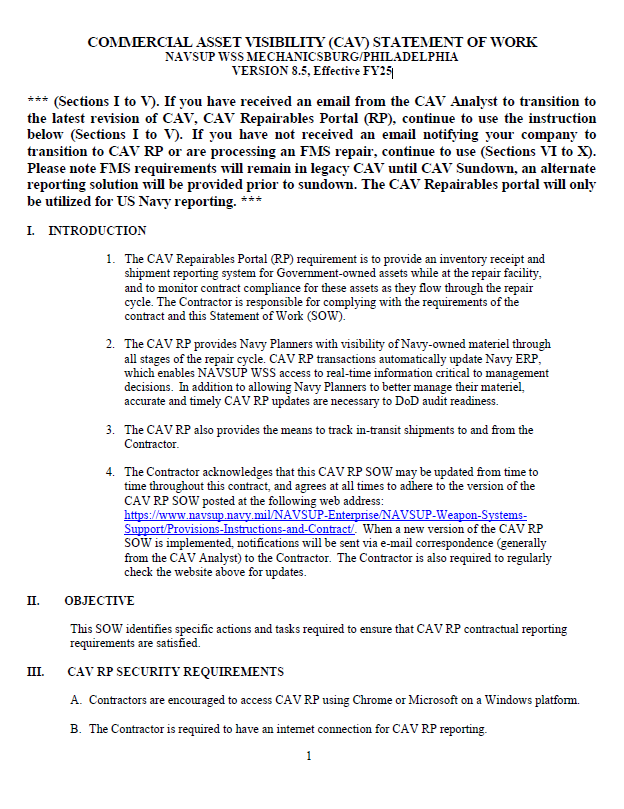 COMMERCIAL ASSET VISIBILITY (CAV) STATEMENT OF WORK
NAVSUP WSS MECHANICSBURG/PHILADELPHIA
VERSION 8.5, Effective FY25
*** (Sections I to V). If you have received an email from the CAV Analyst to transition to
the latest revision of CAV, CAV Repairables Portal (RP), continue to use the instruction
below (Sections I to V). If you have not received an email notifying your company to
transition to CAV RP or are processing an FMS repair, continue to use (Sections VI to X).
Please note FMS requirements will remain in legacy CAV until CAV Sundown, an alternate
reporting solution will be provided prior to sundown. The CAV Repairables portal will only
be utilized for US Navy reporting. ***
I. INTRODUCTION
1. The CAV Repairables Portal (RP) requirement is to provide an inventory receipt and
shipment reporting system for Government-owned assets while at the repair facility,
and to monitor contract compliance for these assets as they flow through the repair
cycle. The Contractor is responsible for complying with the requirements of the
contract and this Statement of Work (SOW).
2. The CAV RP provides Navy Planners with visibility of Navy-owned materiel through
all stages of the repair cycle. CAV RP transactions automatically update Navy ERP,
which enables NAVSUP WSS access to real-time information critical to management
decisions. In addition to allowing Navy Planners to better manage their materiel,
accurate and timely CAV RP updates are necessary to DoD audit readiness.
3. The CAV RP also provides the means to track in-transit shipments to and from the
Contractor.
4. The Contractor acknowledges that this CAV RP SOW may be updated from time to
time throughout this contract, and agrees at all times to adhere to the version of the
CAV RP SOW posted at the following web address:
https://www.navsup.navy.mil/NAVSUP-Enterprise/NAVSUP-Weapon-Systems-
Support/Provisions-Instructions-and-Contract/. When a new version of the CAV RP
SOW is implemented, notifications will be sent via e-mail correspondence (generally
from the CAV Analyst) to the Contractor. The Contractor is also required to regularly
check the website above for updates.
II. OBJECTIVE
This SOW identifies specific actions and tasks required to ensure that CAV RP contractual reporting
requirements are satisfied.
III. CAV RP SECURITY REQUIREMENTS
A. Contractors are encouraged to access CAV RP using Chrome or Microsoft on a Windows platform.
B. The Contractor is required to have an internet connection for CAV RP reporting.
1